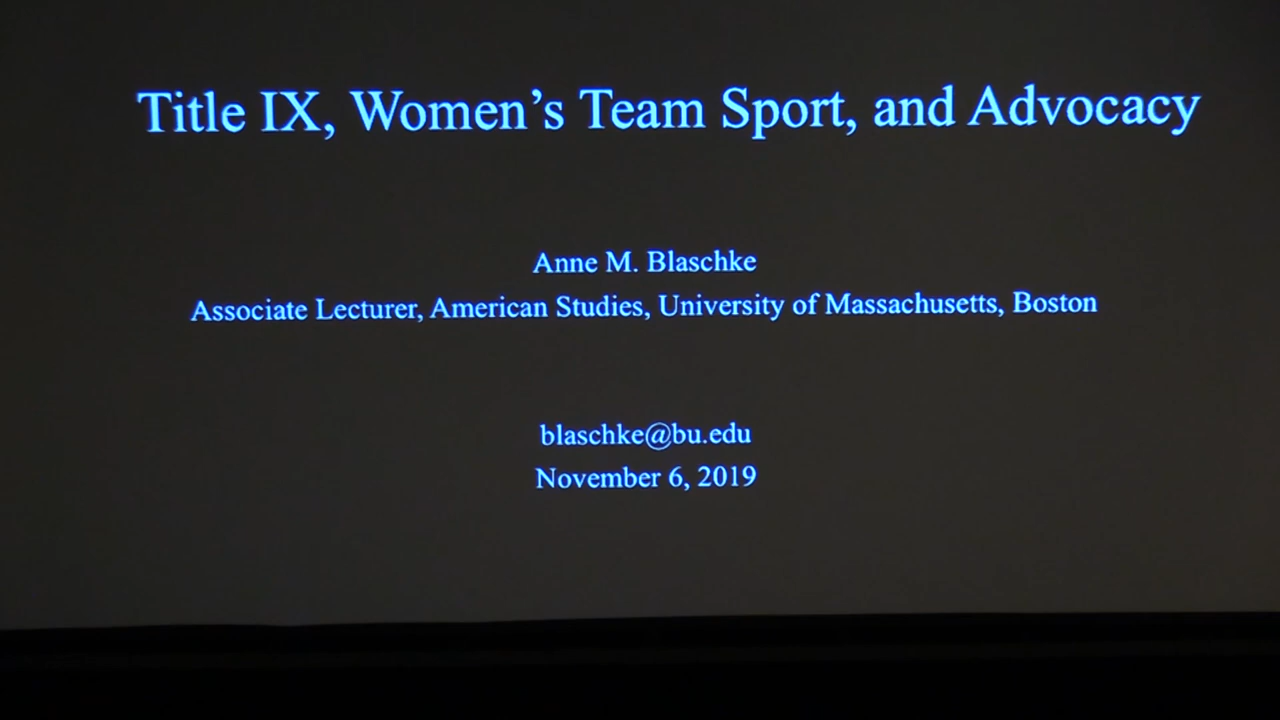 Title IX, Women’s Team Sport, and Advocacy
Anne M. Blaschke
Associate Lecturer, American Studies, University of Massachusetts, Boston
blaschke@bu.edu
November 6, 2019